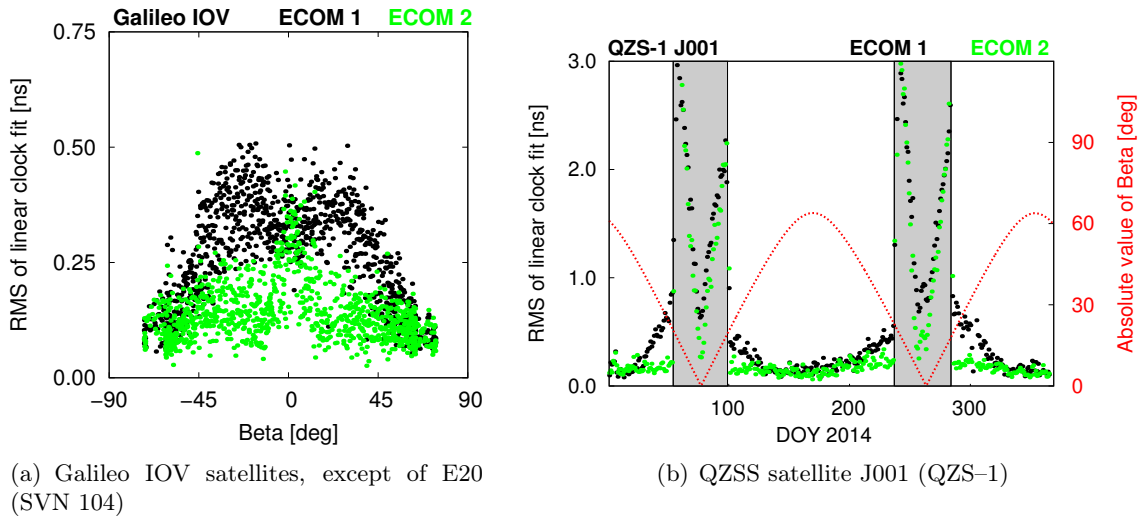 Galileo IOV ECOM 1 ECOM 2
RMS of linear clock fit [ns]
0.75
0.50
0.25
0.00
−90 −45 0 45 90
Beta [deg]
(a) Galileo IOV satellites, except of E20
(SVN 104)
QZS−1 J001 ECOM 1 ECOM 2
RMS of linear clock fit [ns]
3.0
2.0
1.0
0.0
100 200 300
DOY 2014
90
60
30
0
Absolute value of Beta [deg]
(b) QZSS satellite J001 (QZS–1)